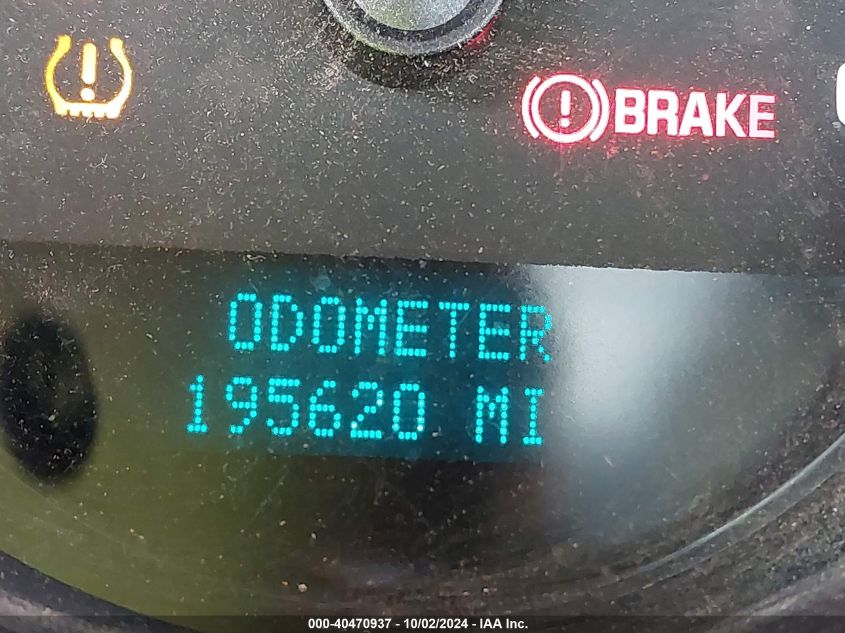 BRAKE
ODOMETER
195620 MI
000-40470937 - 10/02/2024 - IAA Inc.